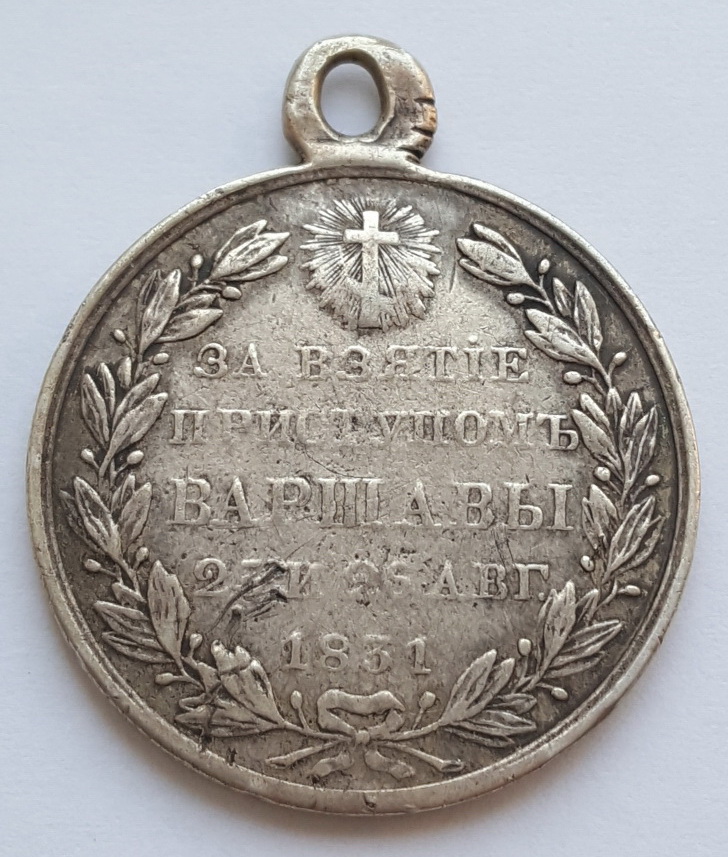 ЗА ВЗЯТІЕ
ПРИСТУПОМЪ
ВАРШАВЫ
25 И 26 АВГ.
1831